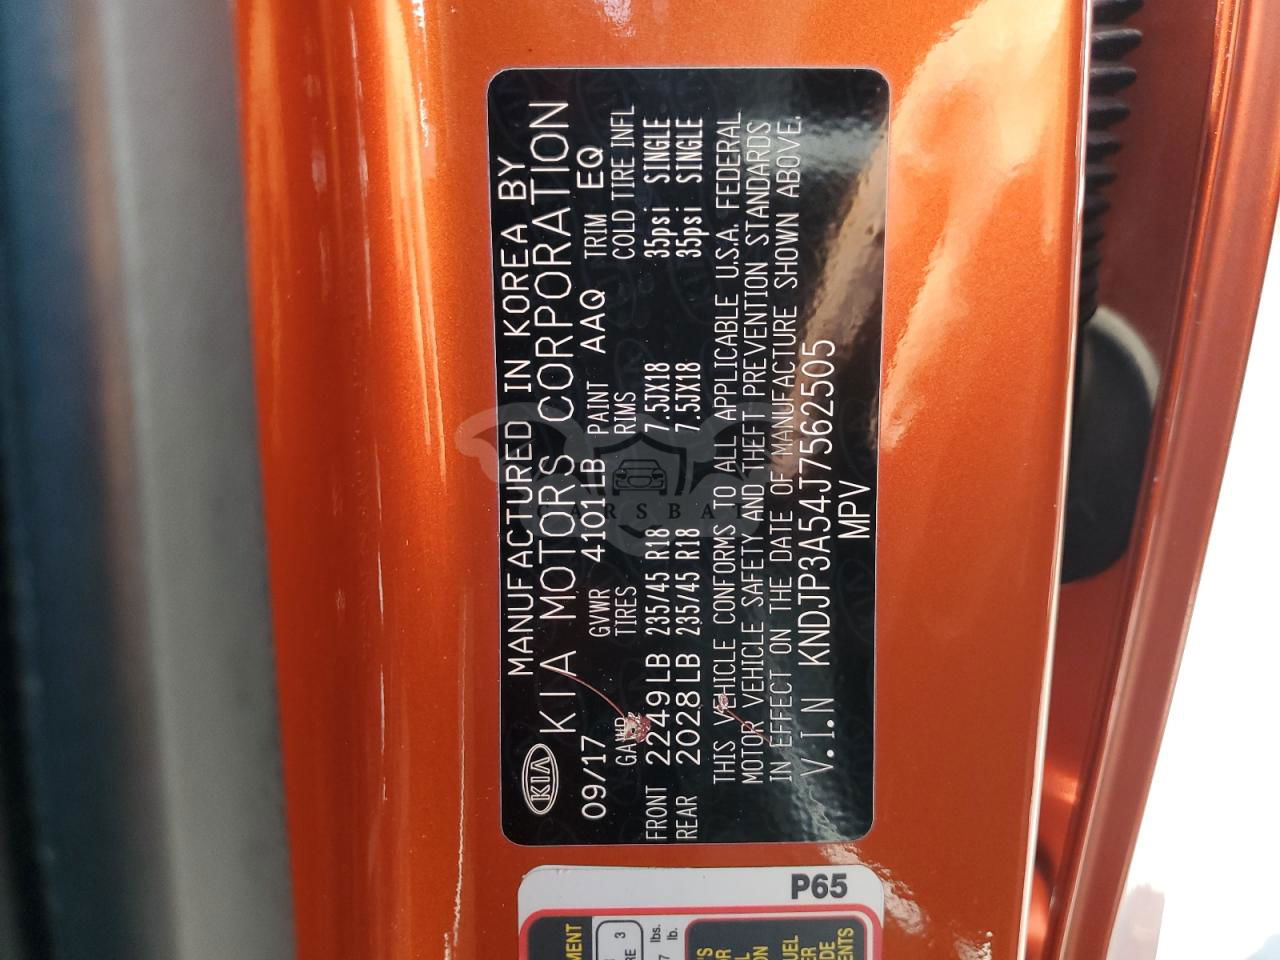 KIA
MANUFACTURED IN KOREA BY
KIA MOTORS CORPORATION
09/17 GVWR 4101LB PAINT AAQ TRIM EQ
TIRES RIMS COLD TIRE INFL
FRONT 2249LB 235/45 R18 7.5JX18 35psi SINGLE
REAR 2028LB 235/45 R18 7.5JX18 35psi SINGLE
THIS VEHICLE CONFORMS TO ALL APPLICABLE U.S.A. FEDERAL
MOTOR VEHICLE SAFETY AND THEFT PREVENTION STANDARDS
IN EFFECT ON THE DATE OF MANUFACTURE SHOWN ABOVE.
V.I.N KNDJP3A54J7562505
MPV
P65